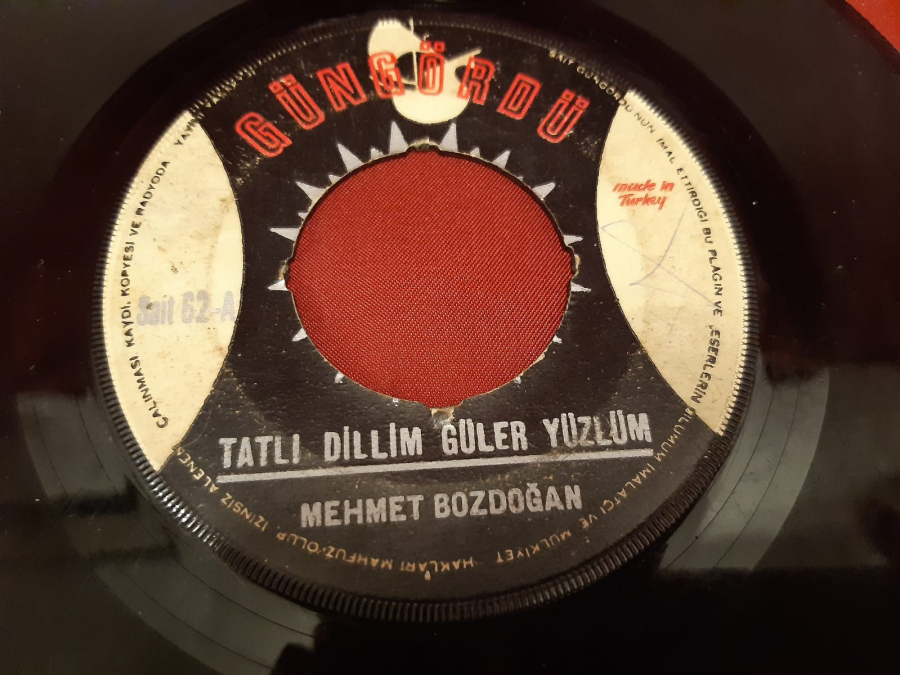 GÜNGÖRDÜ
made in
Turkey
Sait 62-A
TATLI DİLLİM GÜLER YÜZLÜM
MEHMET BOZDOĞAN
SAİT GÜNGÖRDÜ'NÜN İMAL ETTİRDİĞİ BU PLAĞIN VE ESERLERİN BİLUMUM İMALATÇI VE MÜLKİYET HAKLARI MAHFUZ OLUP İZİNSİZ ALENEN ÇALINMASI, KAYDI, KOPYESİ VE RADYODA